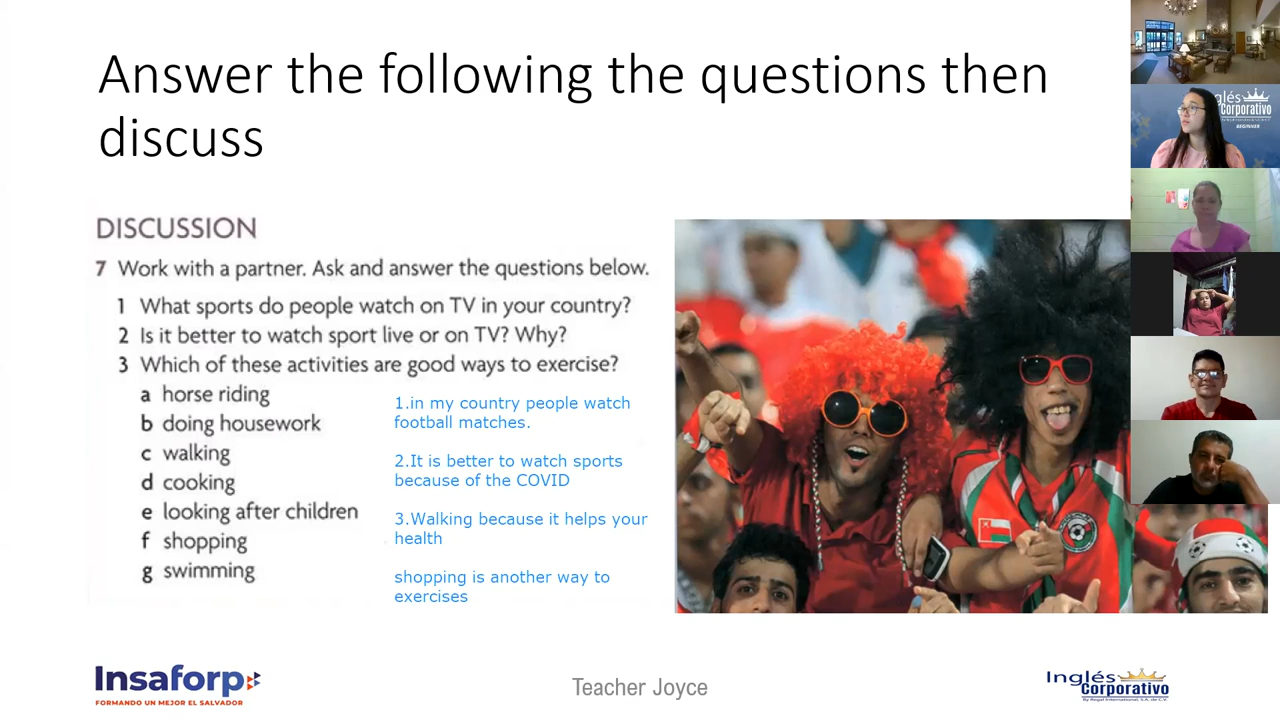 Answer the following the questions then
discuss
DISCUSSION
7 Work with a partner. Ask and answer the questions below.
1 What sports do people watch on TV in your country?
2 Is it better to watch sport live or on TV? Why?
3 Which of these activities are good ways to exercise?
a horse riding
b doing housework
c walking
d cooking
e looking after children
f shopping
g swimming
1.in my country people watch
football matches.
2.It is better to watch sports
because of the COVID
3.Walking because it helps your
health
shopping is another way to
exercises
Insaforp
FORMANDO UN MEJOR EL SALVADOR
Teacher Joyce
Inglés
Corporativo
By Regal International, S.A. de C.V.
glés
Corporativo
BEGINNER